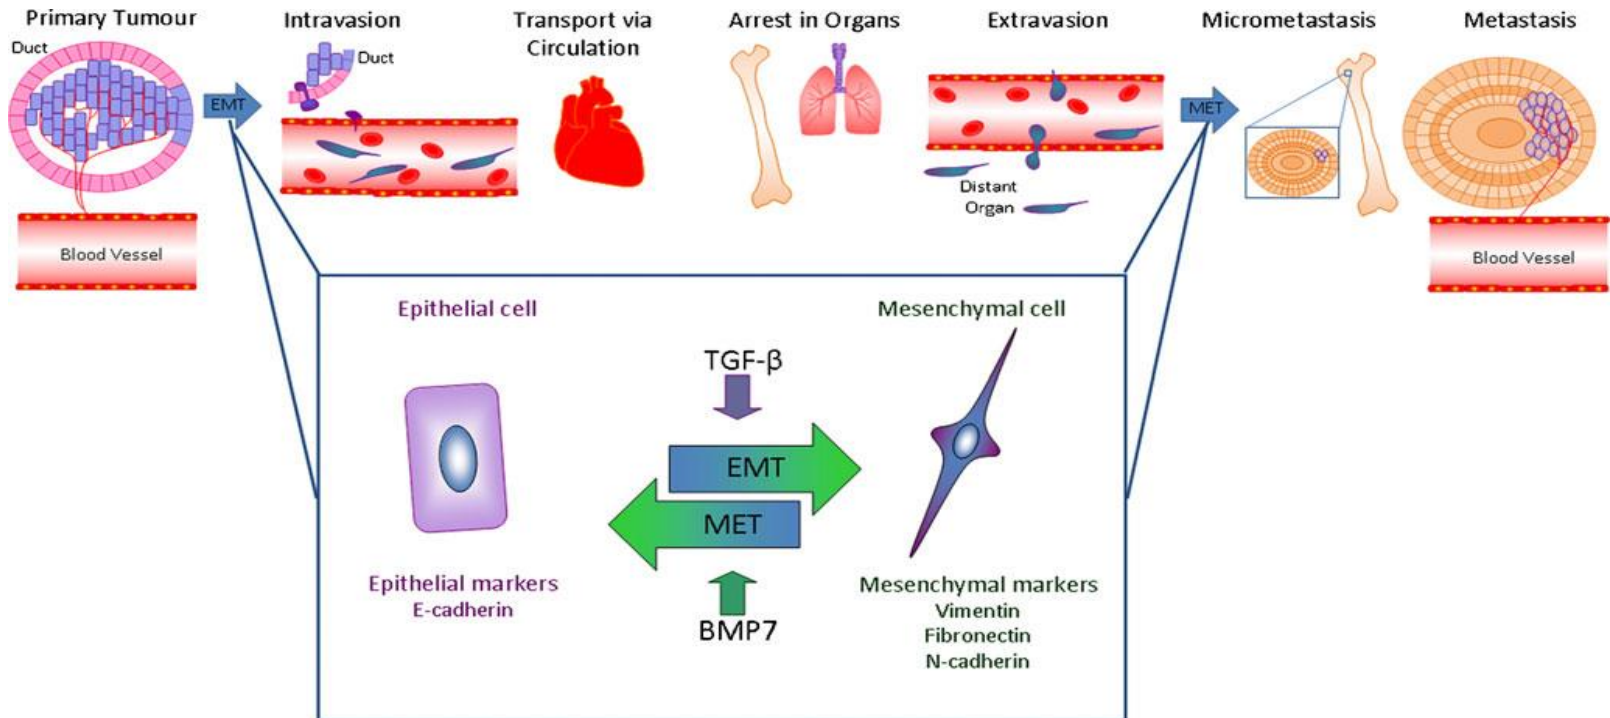 Primary Tumour
Intravasion
Transport via
Circulation
Arrest in Organs
Extravasion
Micrometastasis
Metastasis
Duct
Duct
EMT
MET
Distant
Organ
Blood Vessel
Blood Vessel
Epithelial cell
Mesenchymal cell
TGF-β
EMT
MET
BMP7
Epithelial markers
E-cadherin
Mesenchymal markers
Vimentin
Fibronectin
N-cadherin